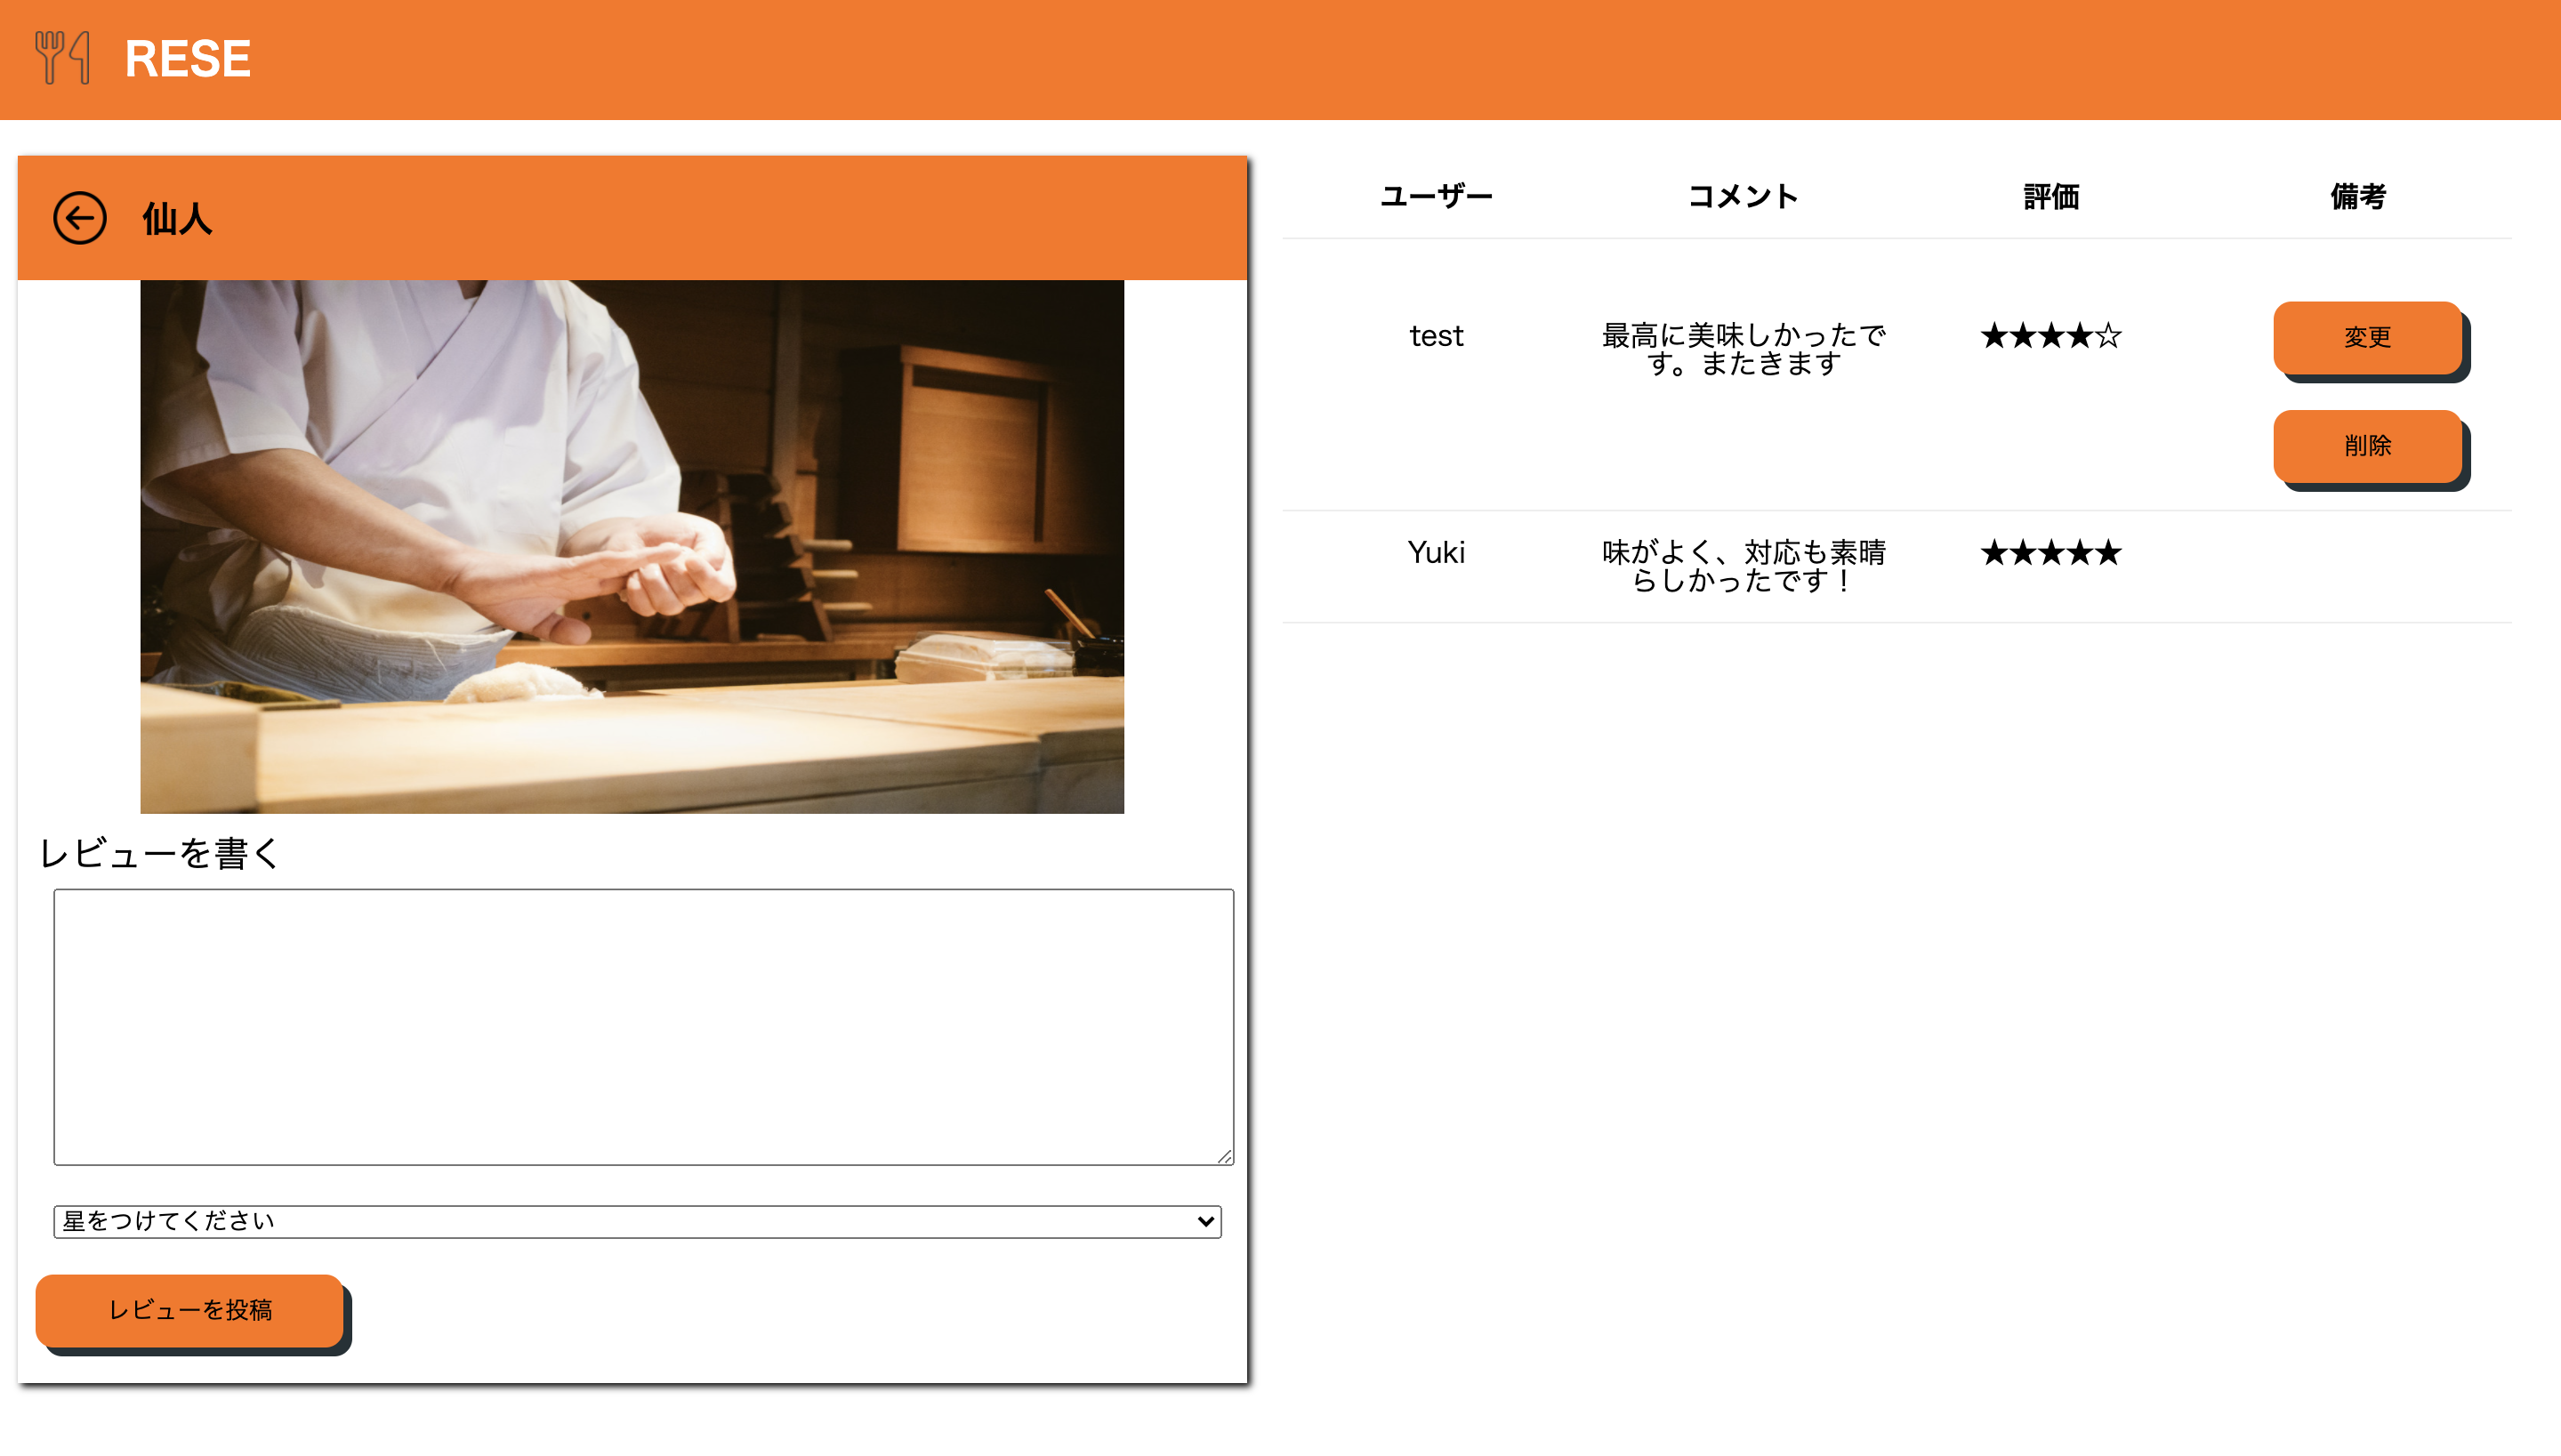 RESE
仙人
レビューを書く
星をつけてください
レビューを投稿
ユーザー コメント 評価 備考
test 最高に美味しかったで ★★★★☆ 変更
す。またきます
削除
Yuki 味がよく、対応も素晴 ★★★★★
らしかったです！